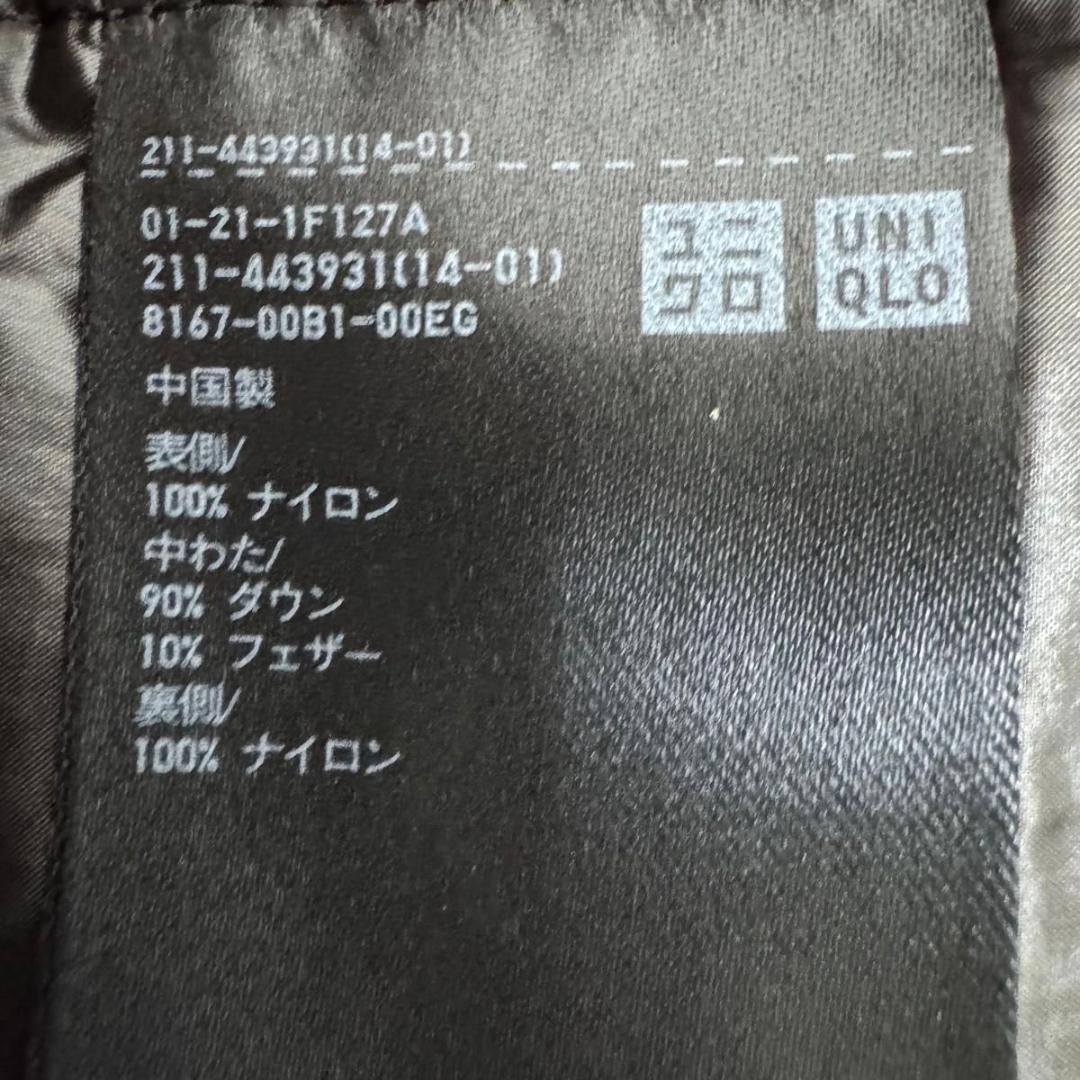 211-443931(14-01)
01-21-1F127A
211-443931(14-01)
8167-00B1-00EG
ユニ
クロ
UNI
QLO
中国製
表側/
100% ナイロン
中わた/
90% ダウン
10% フェザー
裏側/
100% ナイロン